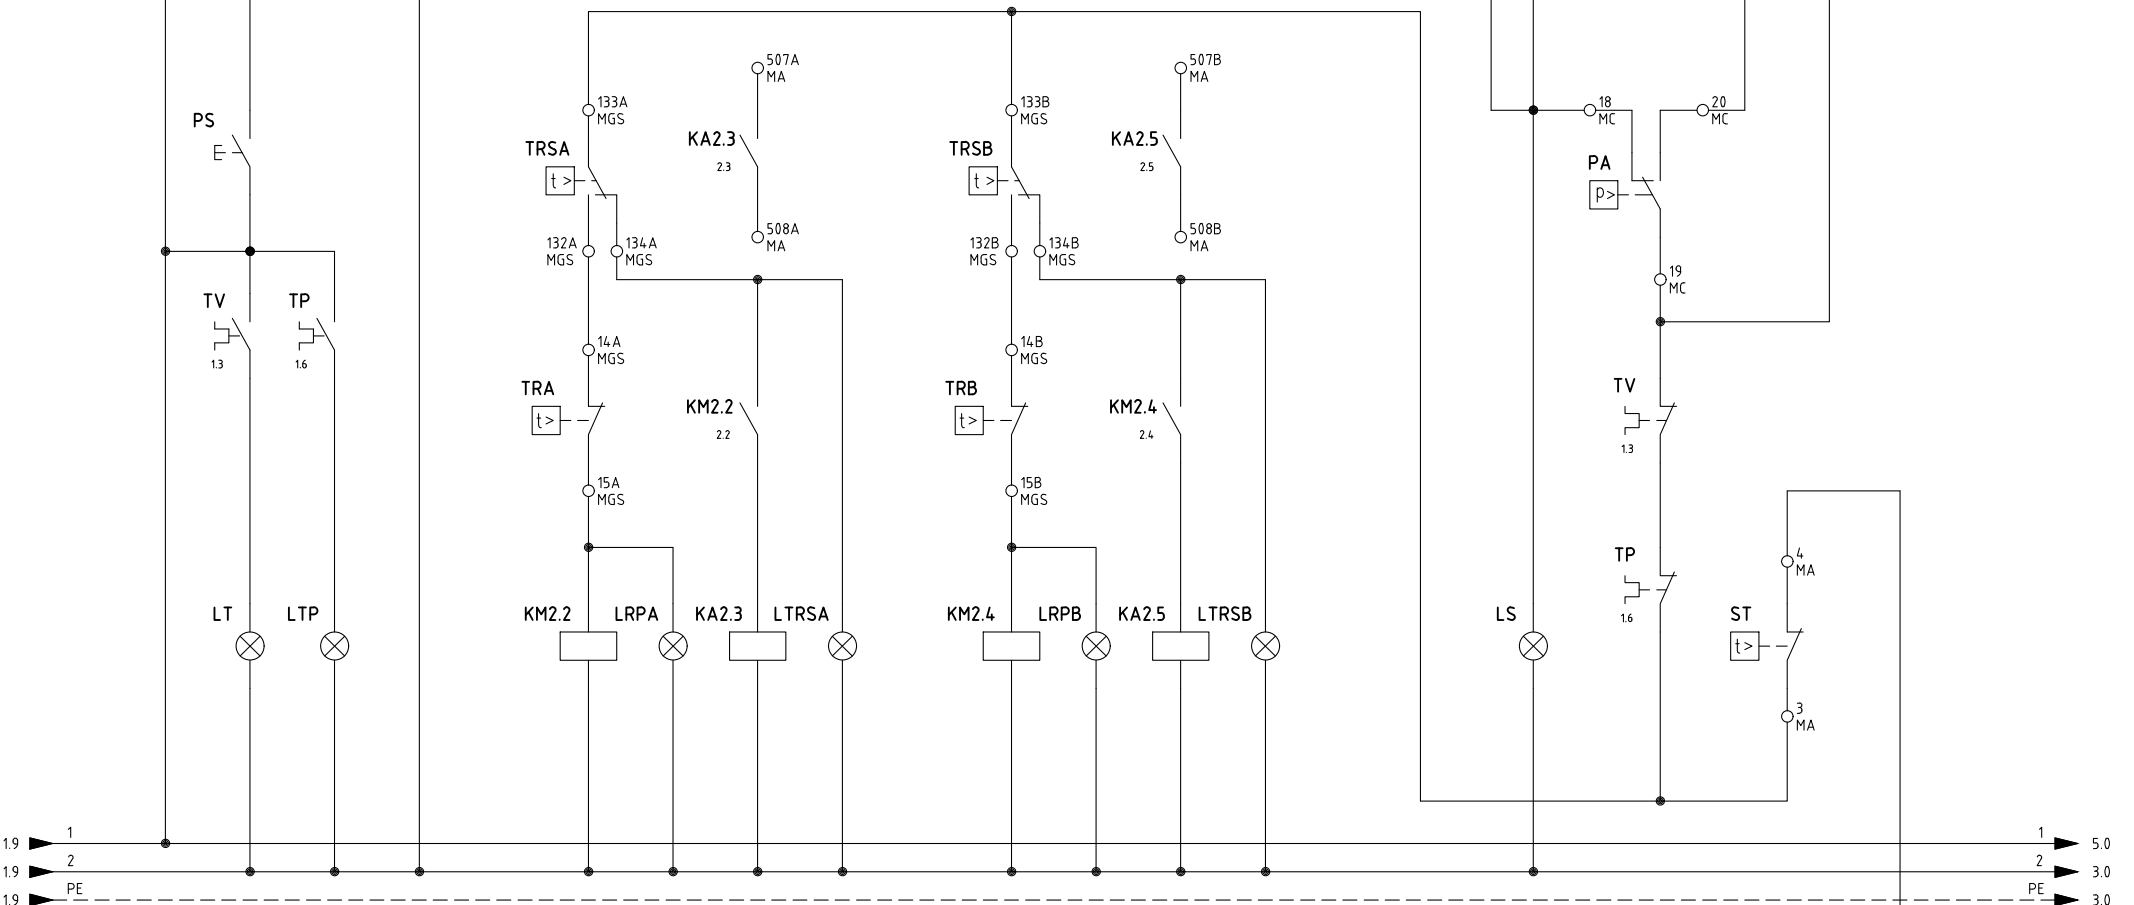 507A
MA
507B
MA
133A
MGS
133B
MGS
18
MC
20
MC
PS
KA2.3
2.3
KA2.5
2.5
TRSA
t >
TRSB
t >
PA
p>
508A
MA
508B
MA
132A
MGS
134A
MGS
132B
MGS
134B
MGS
19
MC
TV
1.3
TP
1.6
14A
MGS
14B
MGS
TRA
t>
KM2.2
2.2
TRB
t>
KM2.4
2.4
TV
1.3
15A
MGS
15B
MGS
TP
1.6
4
MA
LT
LTP
KM2.2
LRPA
KA2.3
LTRSA
KM2.4
LRPB
KA2.5
LTRSB
LS
ST
t>
3
MA
1.9
1
1
5.0
1.9
2
2
3.0
1.9
PE
PE
3.0